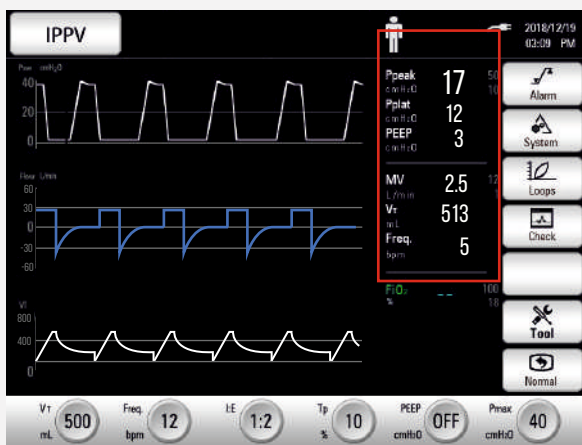 IPPV
2018/12/19
03:09 PM
Paw cmH₂O
40
20
0
Flow L/min
60
30
0
-30
-60
VT
800
400
0
Ppeak 17 50
cmH₂O 10
Pplat 12
cmH₂O
PEEP 3
cmH₂O
MV 2.5 12
L/min
VT 513
mL
Freq. 5
bpm
FiO₂ -- 100
% 18
Alarm
System
Loops
Check
Tool
Normal
VT mL 500
Freq. bpm 12
I:E 1:2
Tp % 10
PEEP cmH₂O OFF
Pmax cmH₂O 40